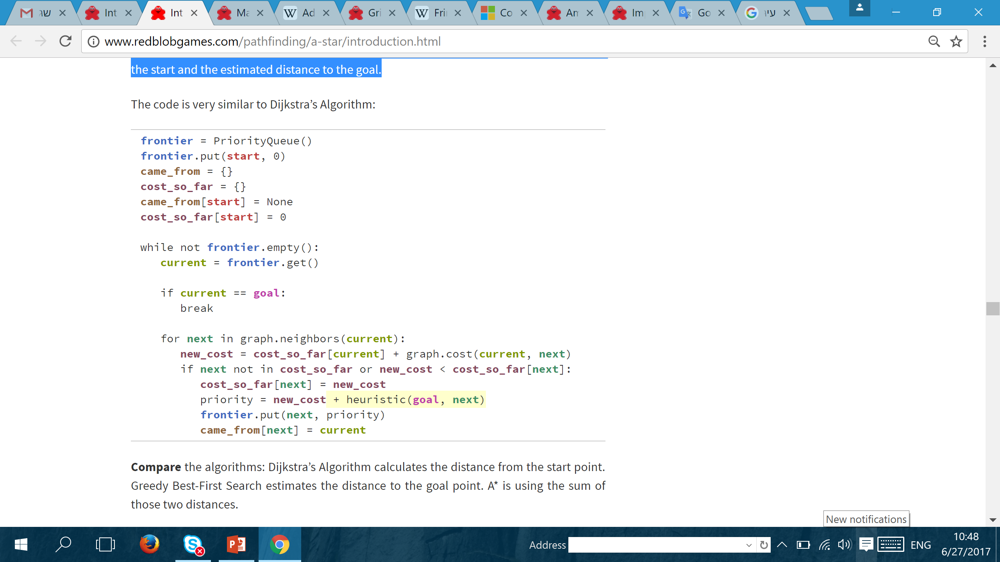 שג
Int
Int
Ma
Ad
Gri
Fri
Co
Am
Im
Go
עיו
www.redblobgames.com/pathfinding/a-star/introduction.html
the start and the estimated distance to the goal.
The code is very similar to Dijkstra’s Algorithm:
frontier = PriorityQueue()
frontier.put(start, 0)
came_from = {}
cost_so_far = {}
came_from[start] = None
cost_so_far[start] = 0
while not frontier.empty():
   current = frontier.get()
   if current == goal:
      break
   for next in graph.neighbors(current):
      new_cost = cost_so_far[current] + graph.cost(current, next)
      if next not in cost_so_far or new_cost < cost_so_far[next]:
         cost_so_far[next] = new_cost
         priority = new_cost + heuristic(goal, next)
         frontier.put(next, priority)
         came_from[next] = current
Compare the algorithms: Dijkstra’s Algorithm calculates the distance from the start point.
Greedy Best-First Search estimates the distance to the goal point. A* is using the sum of
those two distances.
New notifications
Address
ENG
10:48
6/27/2017